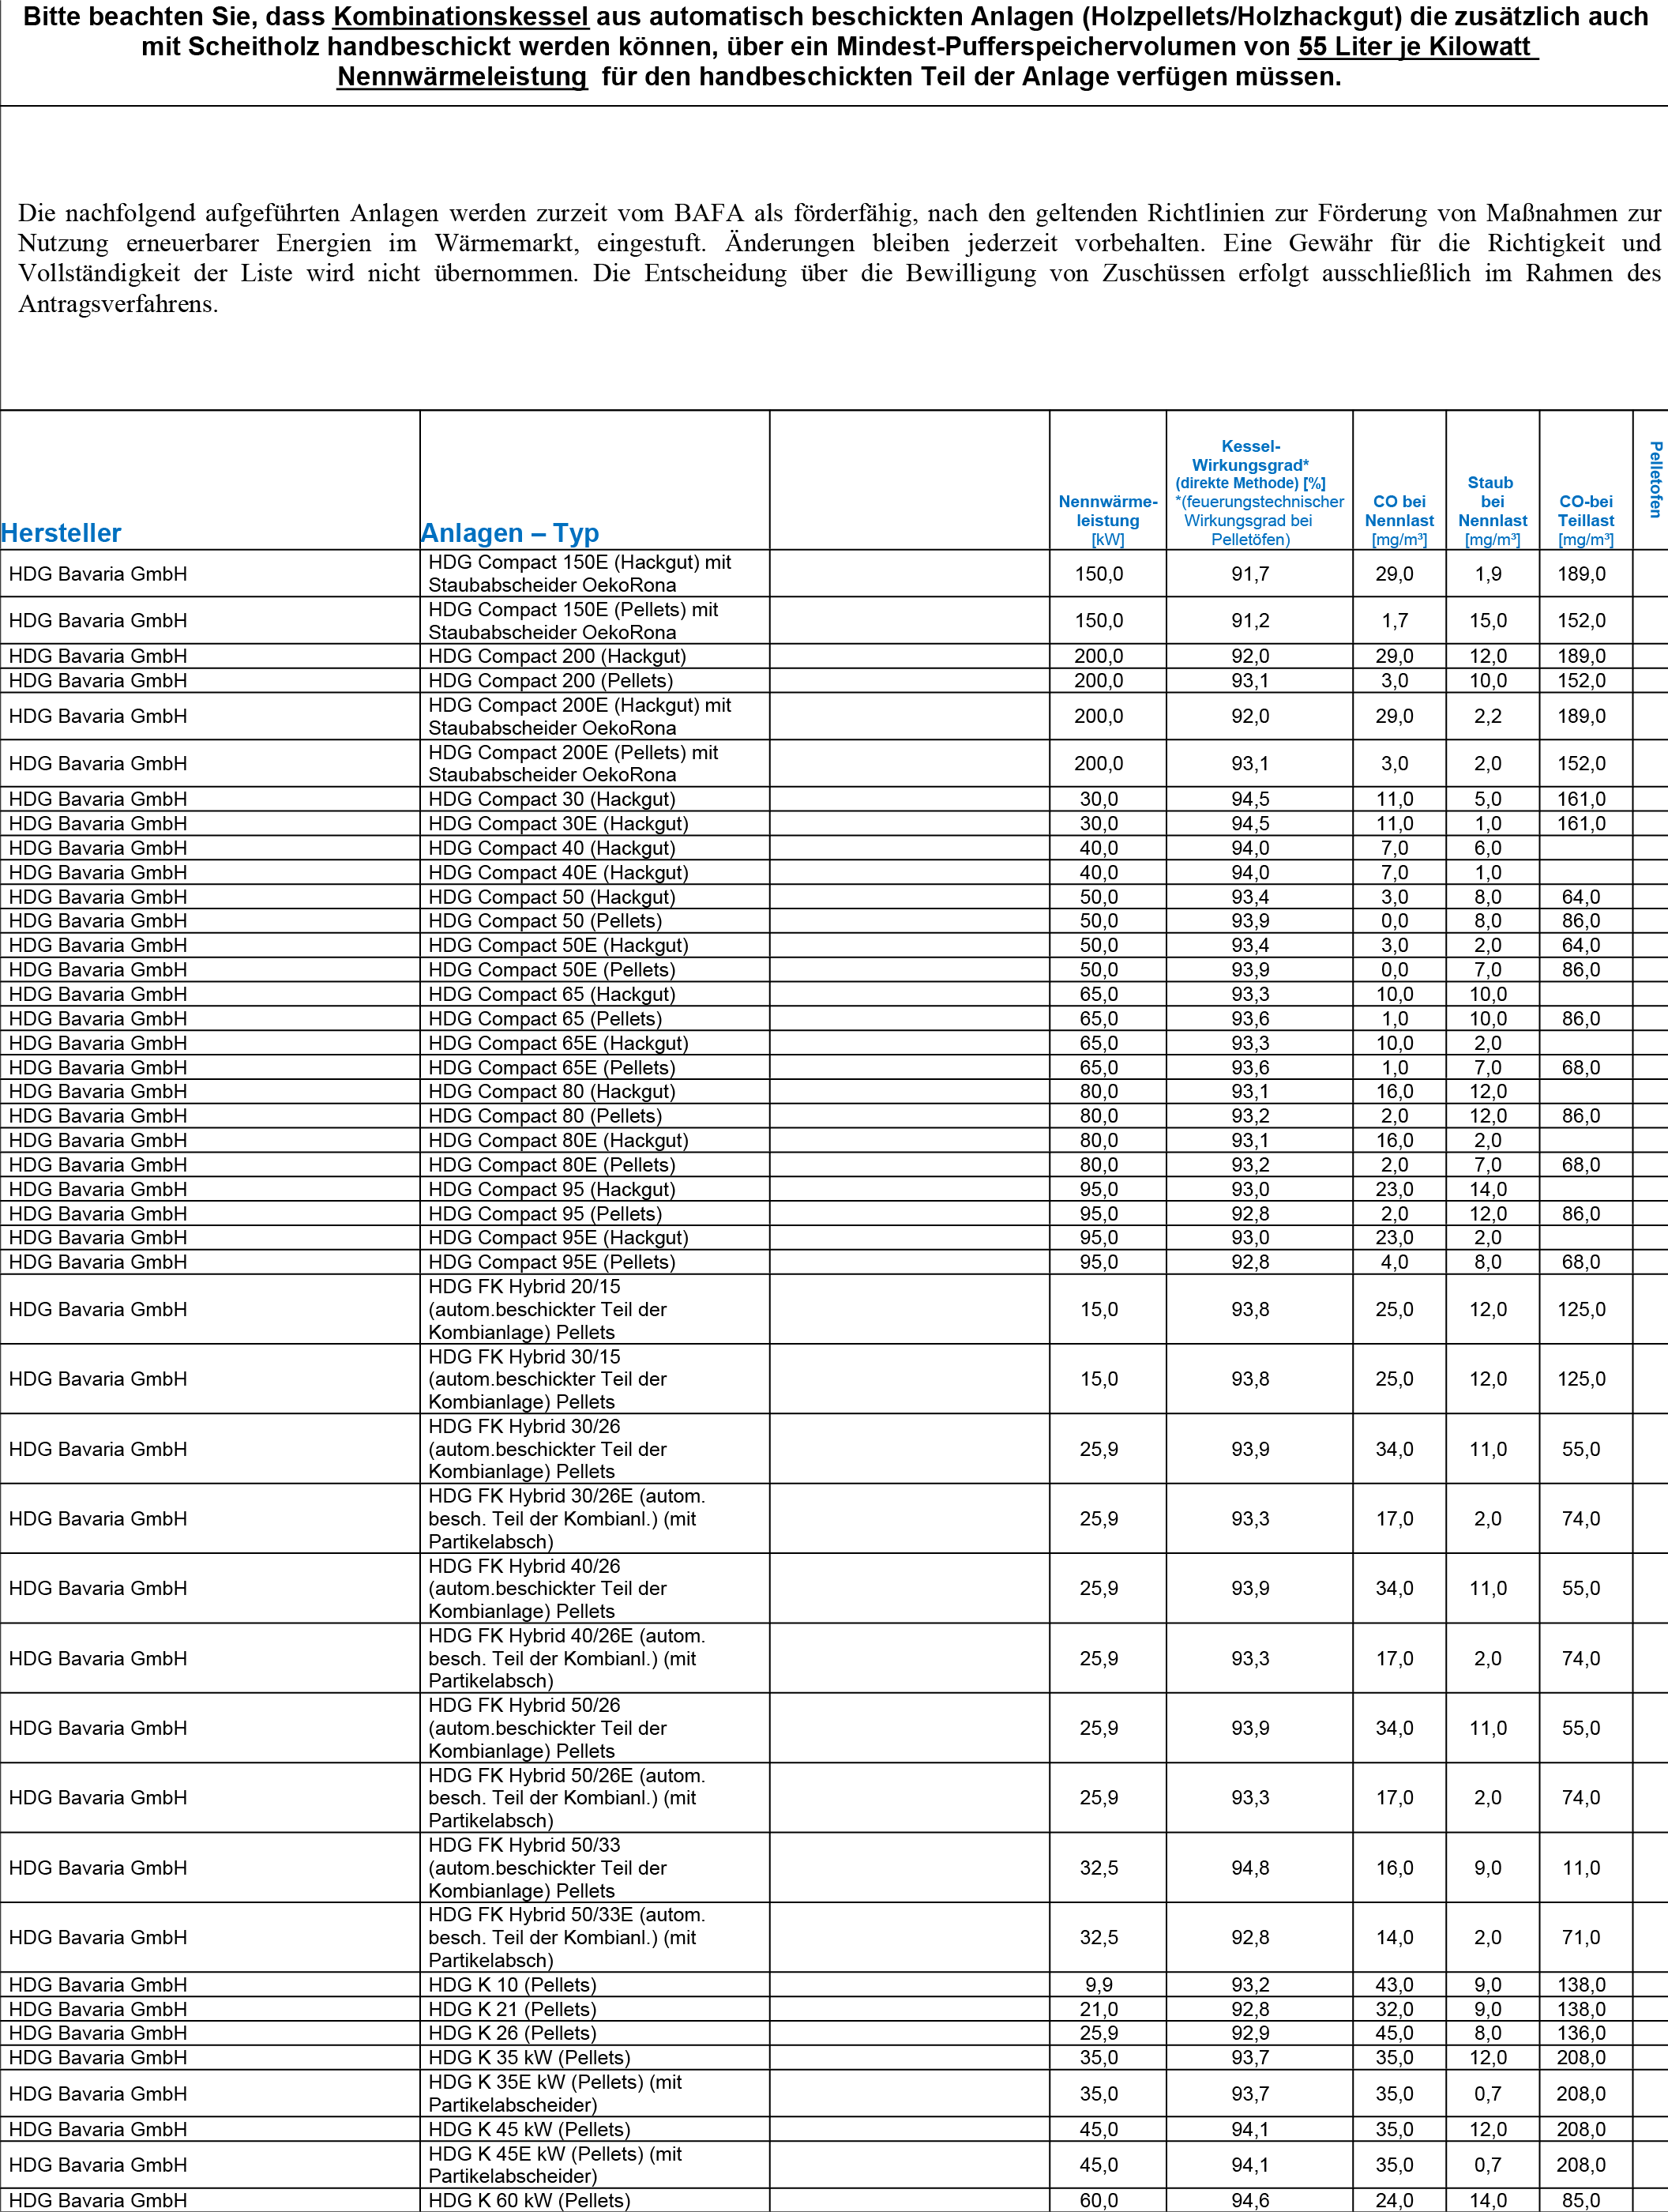 Bitte beachten Sie, dass Kombinationskessel aus automatisch beschickten Anlagen (Holzpellets/Holzhackgut) die zusätzlich auch
mit Scheitholz handbeschickt werden können, über ein Mindest-Pufferspeichervolumen von 55 Liter je Kilowatt
Nennwärmeleistung für den handbeschickten Teil der Anlage verfügen müssen.
Die nachfolgend aufgeführten Anlagen werden zurzeit vom BAFA als förderfähig, nach den geltenden Richtlinien zur Förderung von Maßnahmen zur
Nutzung erneuerbarer Energien im Wärmemarkt, eingestuft. Änderungen bleiben jederzeit vorbehalten. Eine Gewähr für die Richtigkeit und
Vollständigkeit der Liste wird nicht übernommen. Die Entscheidung über die Bewilligung von Zuschüssen erfolgt ausschließlich im Rahmen des
Antragsverfahrens.
Hersteller
Anlagen – Typ
Nennwärme-
leistung
[kW]
Kessel-
Wirkungsgrad*
(direkte Methode) [%]
*(feuerungstechnischer
Wirkungsgrad bei
Pelletöfen)
CO bei
Nennlast
[mg/m³]
Staub
bei
Nennlast
[mg/m³]
CO-bei
Teillast
[mg/m³]
Pelletofen
HDG Bavaria GmbH HDG Compact 150E (Hackgut) mit
Staubabscheider OekoRona 150,0 91,7 29,0 1,9 189,0
HDG Bavaria GmbH HDG Compact 150E (Pellets) mit
Staubabscheider OekoRona 150,0 91,2 1,7 15,0 152,0
HDG Bavaria GmbH HDG Compact 200 (Hackgut) 200,0 92,0 29,0 12,0 189,0
HDG Bavaria GmbH HDG Compact 200 (Pellets) 200,0 93,1 3,0 10,0 152,0
HDG Bavaria GmbH HDG Compact 200E (Hackgut) mit
Staubabscheider OekoRona 200,0 92,0 29,0 2,2 189,0
HDG Bavaria GmbH HDG Compact 200E (Pellets) mit
Staubabscheider OekoRona 200,0 93,1 3,0 2,0 152,0
HDG Bavaria GmbH HDG Compact 30 (Hackgut) 30,0 94,5 11,0 5,0 161,0
HDG Bavaria GmbH HDG Compact 30E (Hackgut) 30,0 94,5 11,0 1,0 161,0
HDG Bavaria GmbH HDG Compact 40 (Hackgut) 40,0 94,0 7,0 6,0
HDG Bavaria GmbH HDG Compact 40E (Hackgut) 40,0 94,0 7,0 1,0
HDG Bavaria GmbH HDG Compact 50 (Hackgut) 50,0 93,4 3,0 8,0 64,0
HDG Bavaria GmbH HDG Compact 50 (Pellets) 50,0 93,9 0,0 8,0 86,0
HDG Bavaria GmbH HDG Compact 50E (Hackgut) 50,0 93,4 3,0 2,0 64,0
HDG Bavaria GmbH HDG Compact 50E (Pellets) 50,0 93,9 0,0 7,0 86,0
HDG Bavaria GmbH HDG Compact 65 (Hackgut) 65,0 93,3 10,0 10,0
HDG Bavaria GmbH HDG Compact 65 (Pellets) 65,0 93,6 1,0 10,0 86,0
HDG Bavaria GmbH HDG Compact 65E (Hackgut) 65,0 93,3 10,0 2,0
HDG Bavaria GmbH HDG Compact 65E (Pellets) 65,0 93,6 1,0 7,0 68,0
HDG Bavaria GmbH HDG Compact 80 (Hackgut) 80,0 93,1 16,0 12,0
HDG Bavaria GmbH HDG Compact 80 (Pellets) 80,0 93,2 2,0 12,0 86,0
HDG Bavaria GmbH HDG Compact 80E (Hackgut) 80,0 93,1 16,0 2,0
HDG Bavaria GmbH HDG Compact 80E (Pellets) 80,0 93,2 2,0 7,0 68,0
HDG Bavaria GmbH HDG Compact 95 (Hackgut) 95,0 93,0 23,0 14,0
HDG Bavaria GmbH HDG Compact 95 (Pellets) 95,0 92,8 2,0 12,0 86,0
HDG Bavaria GmbH HDG Compact 95E (Hackgut) 95,0 93,0 23,0 2,0
HDG Bavaria GmbH HDG Compact 95E (Pellets) 95,0 92,8 4,0 8,0 68,0
HDG Bavaria GmbH HDG FK Hybrid 20/15
(autom.beschickter Teil der
Kombianlage) Pellets 15,0 93,8 25,0 12,0 125,0
HDG Bavaria GmbH HDG FK Hybrid 30/15
(autom.beschickter Teil der
Kombianlage) Pellets 15,0 93,8 25,0 12,0 125,0
HDG Bavaria GmbH HDG FK Hybrid 30/26
(autom.beschickter Teil der
Kombianlage) Pellets 25,9 93,9 34,0 11,0 55,0
HDG Bavaria GmbH HDG FK Hybrid 30/26E (autom.
besch. Teil der Kombianl.) (mit
Partikelabsch) 25,9 93,3 17,0 2,0 74,0
HDG Bavaria GmbH HDG FK Hybrid 40/26
(autom.beschickter Teil der
Kombianlage) Pellets 25,9 93,9 34,0 11,0 55,0
HDG Bavaria GmbH HDG FK Hybrid 40/26E (autom.
besch. Teil der Kombianl.) (mit
Partikelabsch) 25,9 93,3 17,0 2,0 74,0
HDG Bavaria GmbH HDG FK Hybrid 50/26
(autom.beschickter Teil der
Kombianlage) Pellets 25,9 93,9 34,0 11,0 55,0
HDG Bavaria GmbH HDG FK Hybrid 50/26E (autom.
besch. Teil der Kombianl.) (mit
Partikelabsch) 25,9 93,3 17,0 2,0 74,0
HDG Bavaria GmbH HDG FK Hybrid 50/33
(autom.beschickter Teil der
Kombianlage) Pellets 32,5 94,8 16,0 9,0 11,0
HDG Bavaria GmbH HDG FK Hybrid 50/33E (autom.
besch. Teil der Kombianl.) (mit
Partikelabsch) 32,5 92,8 14,0 2,0 71,0
HDG Bavaria GmbH HDG K 10 (Pellets) 9,9 93,2 43,0 9,0 138,0
HDG Bavaria GmbH HDG K 21 (Pellets) 21,0 92,8 32,0 9,0 138,0
HDG Bavaria GmbH HDG K 26 (Pellets) 25,9 92,9 45,0 8,0 136,0
HDG Bavaria GmbH HDG K 35 kW (Pellets) 35,0 93,7 35,0 12,0 208,0
HDG Bavaria GmbH HDG K 35E kW (Pellets) (mit
Partikelabscheider) 35,0 93,7 35,0 0,7 208,0
HDG Bavaria GmbH HDG K 45 kW (Pellets) 45,0 94,1 35,0 12,0 208,0
HDG Bavaria GmbH HDG K 45E kW (Pellets) (mit
Partikelabscheider) 45,0 94,1 35,0 0,7 208,0
HDG Bavaria GmbH HDG K 60 kW (Pellets) 60,0 94,6 24,0 14,0 85,0